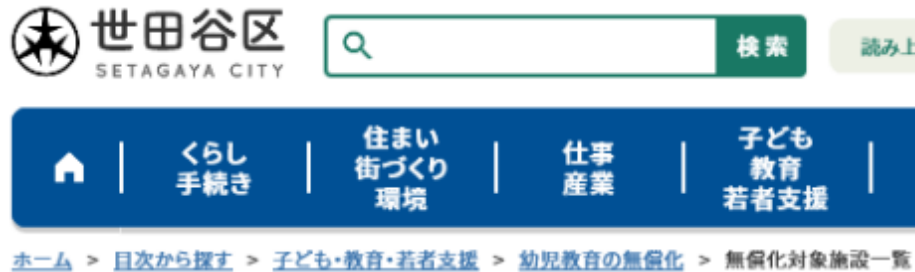 世田谷区
SETAGAYA CITY
検索
読み上
くらし
手続き
住まい
街づくり
環境
仕事
産業
子ども
教育
若者支援
ホーム > 目次から探す > 子ども・教育・若者支援 > 幼児教育の無償化 > 無償化対象施設一覧